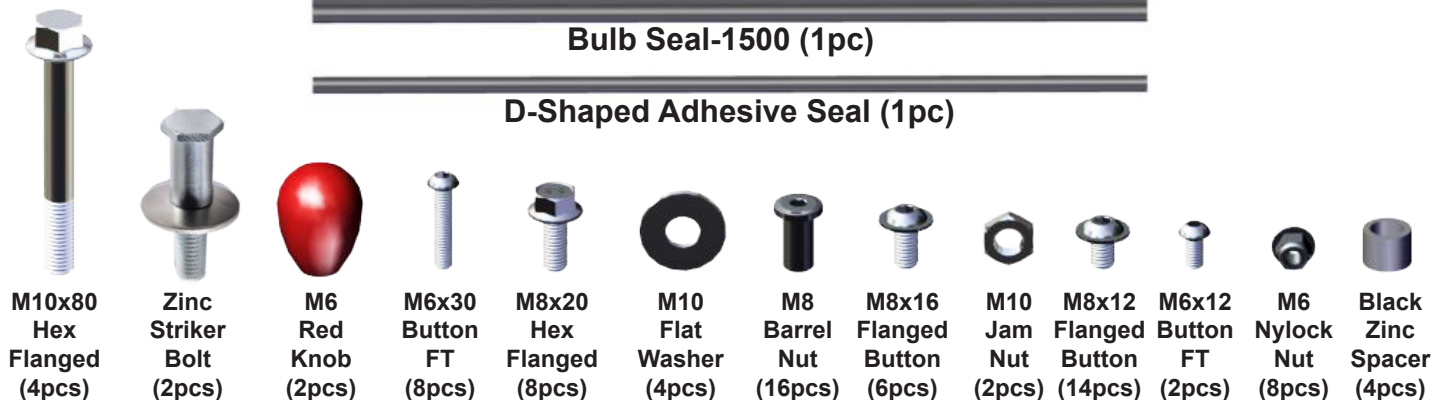 Bulb Seal-1500 (1pc)
D-Shaped Adhesive Seal (1pc)
M10x80
Hex
Flanged
(4pcs)
Zinc
Striker
Bolt
(2pcs)
M6
Red
Knob
(2pcs)
M6x30
Button
FT
(8pcs)
M8x20
Hex
Flanged
(8pcs)
M10
Flat
Washer
(4pcs)
M8
Barrel
Nut
(16pcs)
M8x16
Flanged
Button
(6pcs)
M10
Jam
Nut
(2pcs)
M8x12
Flanged
Button
(14pcs)
M6x12
Button
FT
(2pcs)
M6
Nylock
Nut
(8pcs)
Black
Zinc
Spacer
(4pcs)